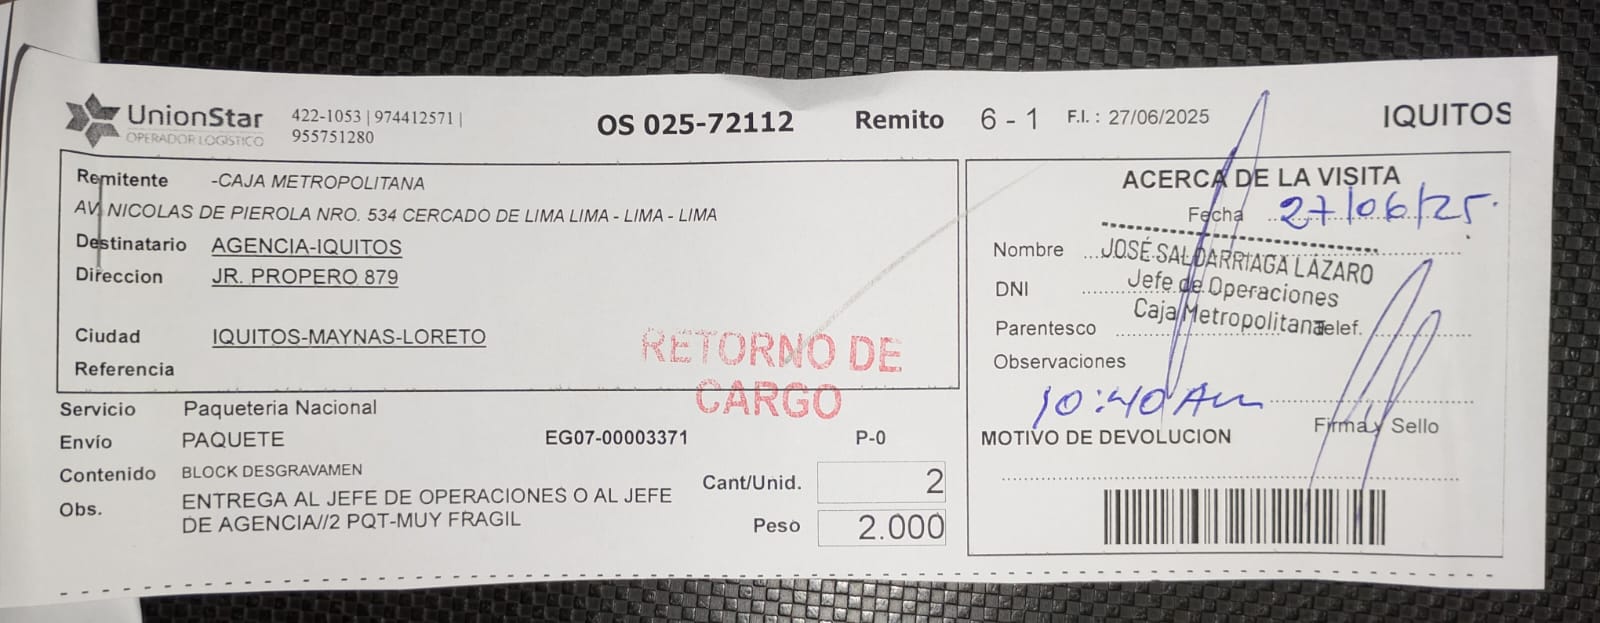 UnionStar
OPERADOR LOGISTICO
422-1053 | 974412571 |
955751280
OS 025-72112
Remito 6 - 1
F.I. : 27/06/2025
IQUITOS
Remitente -CAJA METROPOLITANA
AV. NICOLAS DE PIEROLA NRO. 534 CERCADO DE LIMA LIMA - LIMA - LIMA
Destinatario AGENCIA-IQUITOS
Direccion JR. PROPERO 879
Ciudad IQUITOS-MAYNAS-LORETO
Referencia
RETORNO DE
CARGO
Servicio Paqueteria Nacional
Envío PAQUETE EG07-00003371 P-0
Contenido BLOCK DESGRAVAMEN
Cant/Unid. 2
Obs. ENTREGA AL JEFE DE OPERACIONES O AL JEFE
DE AGENCIA//2 PQT-MUY FRAGIL
Peso 2.000
ACERCA DE LA VISITA
Fecha 27/06/25.
Nombre JOSÉ SALDARRIAGA LÁZARO
DNI Jefe de Operaciones
Caja Metropolitana
Parentesco Telef.
Observaciones
10:40 Am
Firma y Sello
MOTIVO DE DEVOLUCION